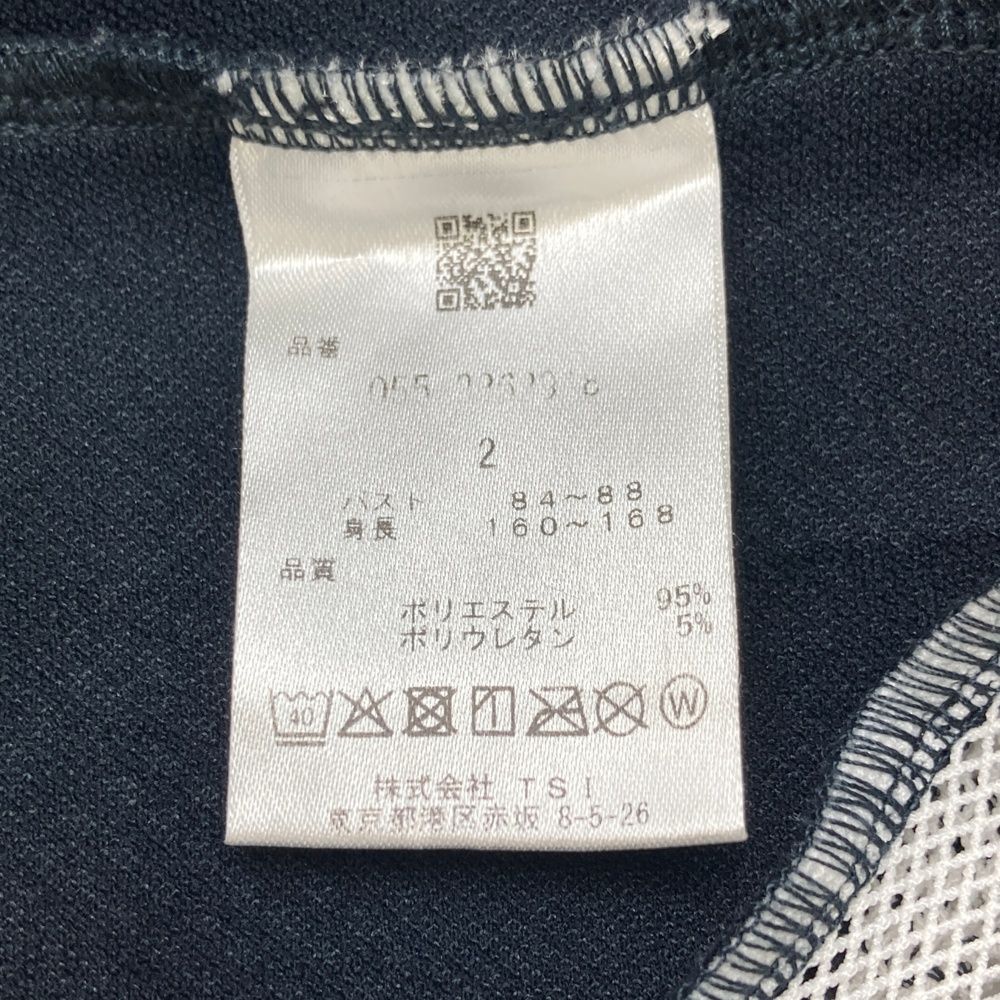 品番
2
バスト 84～88
身長 160～168
品質
ポリエステル 95%
ポリウレタン 5%
40 W
株式会社 TSI
東京都港区赤坂 8-5-26